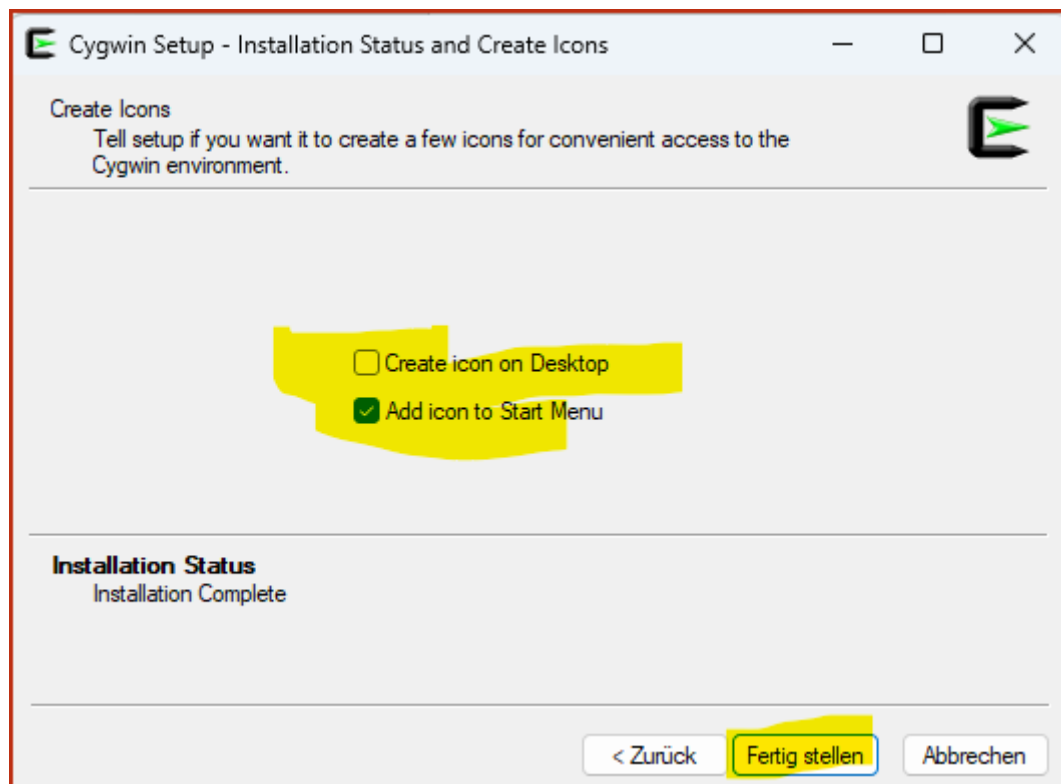 Cygwin Setup - Installation Status and Create Icons
Create Icons
Tell setup if you want it to create a few icons for convenient access to the
Cygwin environment.
Create icon on Desktop
Add icon to Start Menu
Installation Status
Installation Complete
< Zurück Fertig stellen Abbrechen